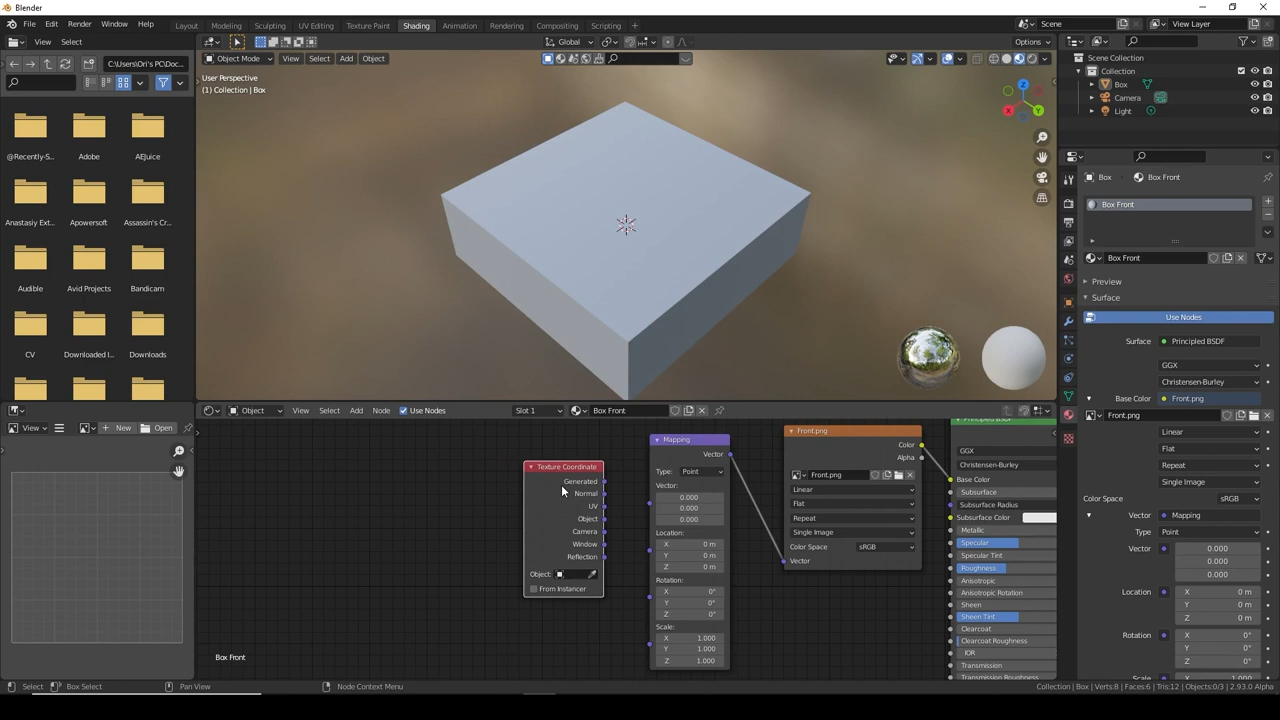 Blender
File Edit Render Window Help
Layout Modeling Sculpting UV Editing Texture Paint Shading Animation Rendering Compositing Scripting +
Scene
View Layer
View Select
Global
Options
C:\Users\Ori's PC\Doc...
Object Mode View Select Add Object
User Perspective
(1) Collection | Box
Scene Collection
Collection
Box
Camera
Light
@Recently-S... Adobe AEJuice
Anastasiy Ext... Apowersoft Assassin's Cr...
Audible Avid Projects Bandicam
CV Downloaded I... Downloads
Z
Y
X
Box Box Front
Box Front
Box Front
Preview
Surface
Use Nodes
Surface Principled BSDF
GGX
Christensen-Burley
Base Color Front.png
Front.png
Linear
Flat
Repeat
Single Image
Color Space sRGB
Vector Mapping
Type: Point
Vector 0.000
0.000
0.000
Location X 0 m
Y 0 m
Z 0 m
Rotation X 0°
Y 0°
Z 0°
Scale X 1.000
Object View Select Add Node Use Nodes Slot 1 Box Front
View + New Open
Texture Coordinate
Generated
Normal
UV
Object
Camera
Window
Reflection
Object:
From Instancer
Mapping
Vector
Type: Point
Vector:
0.000
0.000
0.000
Location:
X 0 m
Y 0 m
Z 0 m
Rotation:
X 0°
Y 0°
Z 0°
Scale:
X 1.000
Y 1.000
Z 1.000
Front.png
Color
Alpha
Front.png
Linear
Flat
Repeat
Single Image
Color Space sRGB
Vector
Principled BSDF
GGX
Christensen-Burley
Base Color
Subsurface
Subsurface Radius
Subsurface Color
Metallic
Specular
Specular Tint
Roughness
Anisotropic
Anisotropic Rotation
Sheen
Sheen Tint
Clearcoat
Clearcoat Roughness
IOR
Transmission
Transmission Roughness
Box Front
Select Box Select Pan View Node Context Menu
Collection | Box | Verts:8 | Faces:6 | Tris:12 | Objects:0/3 | 2.93.0 Alpha